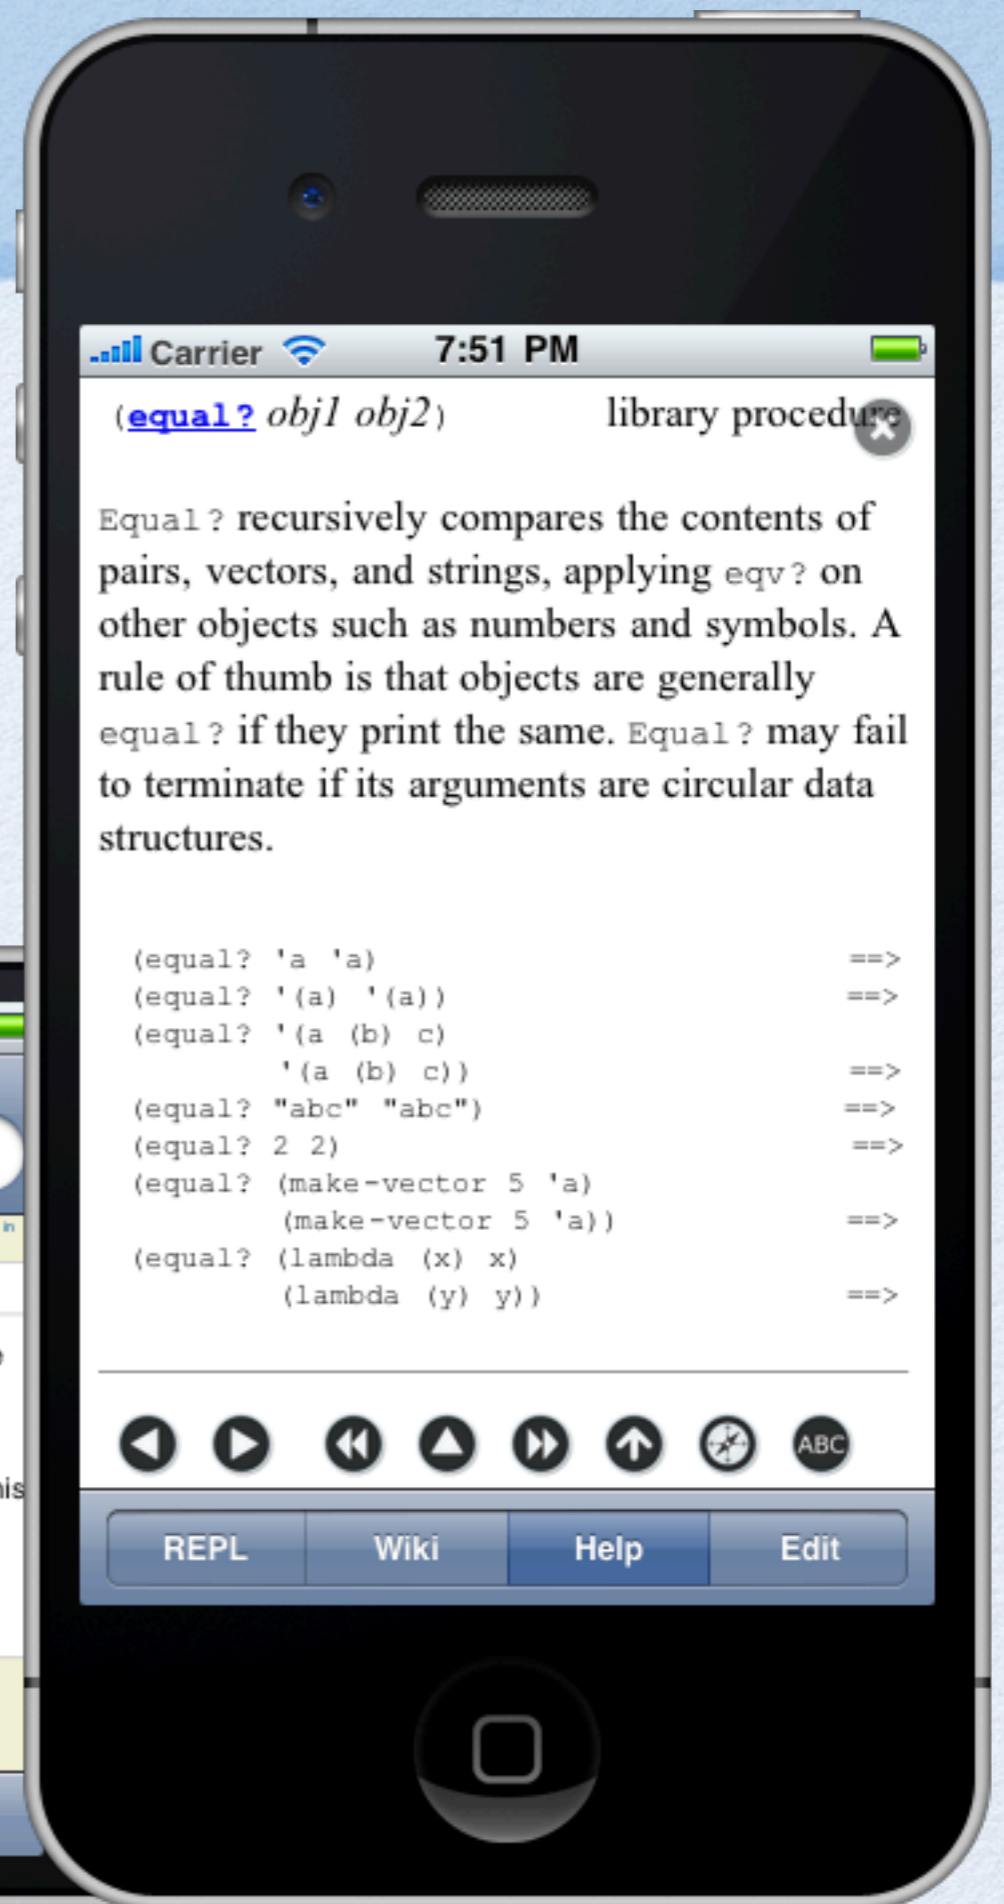 Carrier 7:51 PM
(equal? obj1 obj2) library procedure
Equal? recursively compares the contents of
pairs, vectors, and strings, applying eqv? on
other objects such as numbers and symbols. A
rule of thumb is that objects are generally
equal? if they print the same. Equal? may fail
to terminate if its arguments are circular data
structures.
(equal? 'a 'a) ==>
(equal? '(a) '(a)) ==>
(equal? '(a (b) c)
'(a (b) c)) ==>
(equal? "abc" "abc") ==>
(equal? 2 2) ==>
(equal? (make-vector 5 'a)
(make-vector 5 'a)) ==>
(equal? (lambda (x) x)
(lambda (y) y)) ==>
ABC
REPL Wiki Help Edit
in